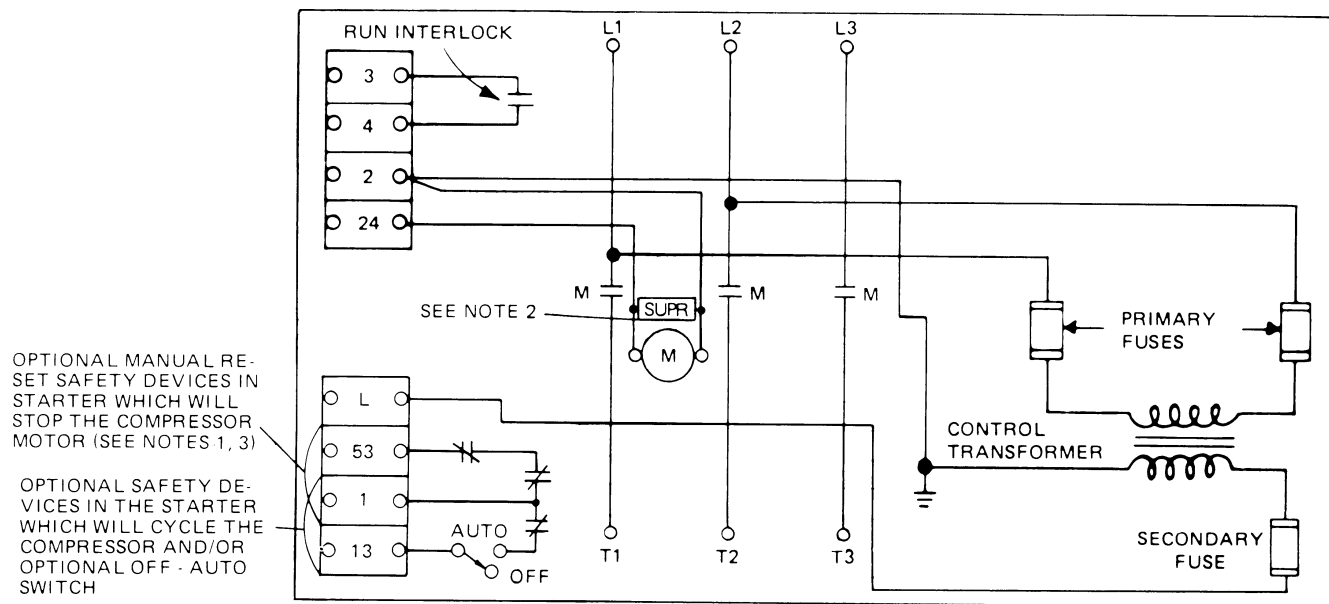 RUN INTERLOCK
L1
L2
L3
3
4
2
24
M
M
M
SUPR
SEE NOTE 2
M
PRIMARY
FUSES
OPTIONAL MANUAL RE-
SET SAFETY DEVICES IN
STARTER WHICH WILL
STOP THE COMPRESSOR
MOTOR (SEE NOTES 1, 3)
L
53
1
13
CONTROL
TRANSFORMER
OPTIONAL SAFETY DE-
VICES IN THE STARTER
WHICH WILL CYCLE THE
COMPRESSOR AND/OR
OPTIONAL OFF - AUTO
SWITCH
AUTO
OFF
T1
T2
T3
SECONDARY
FUSE